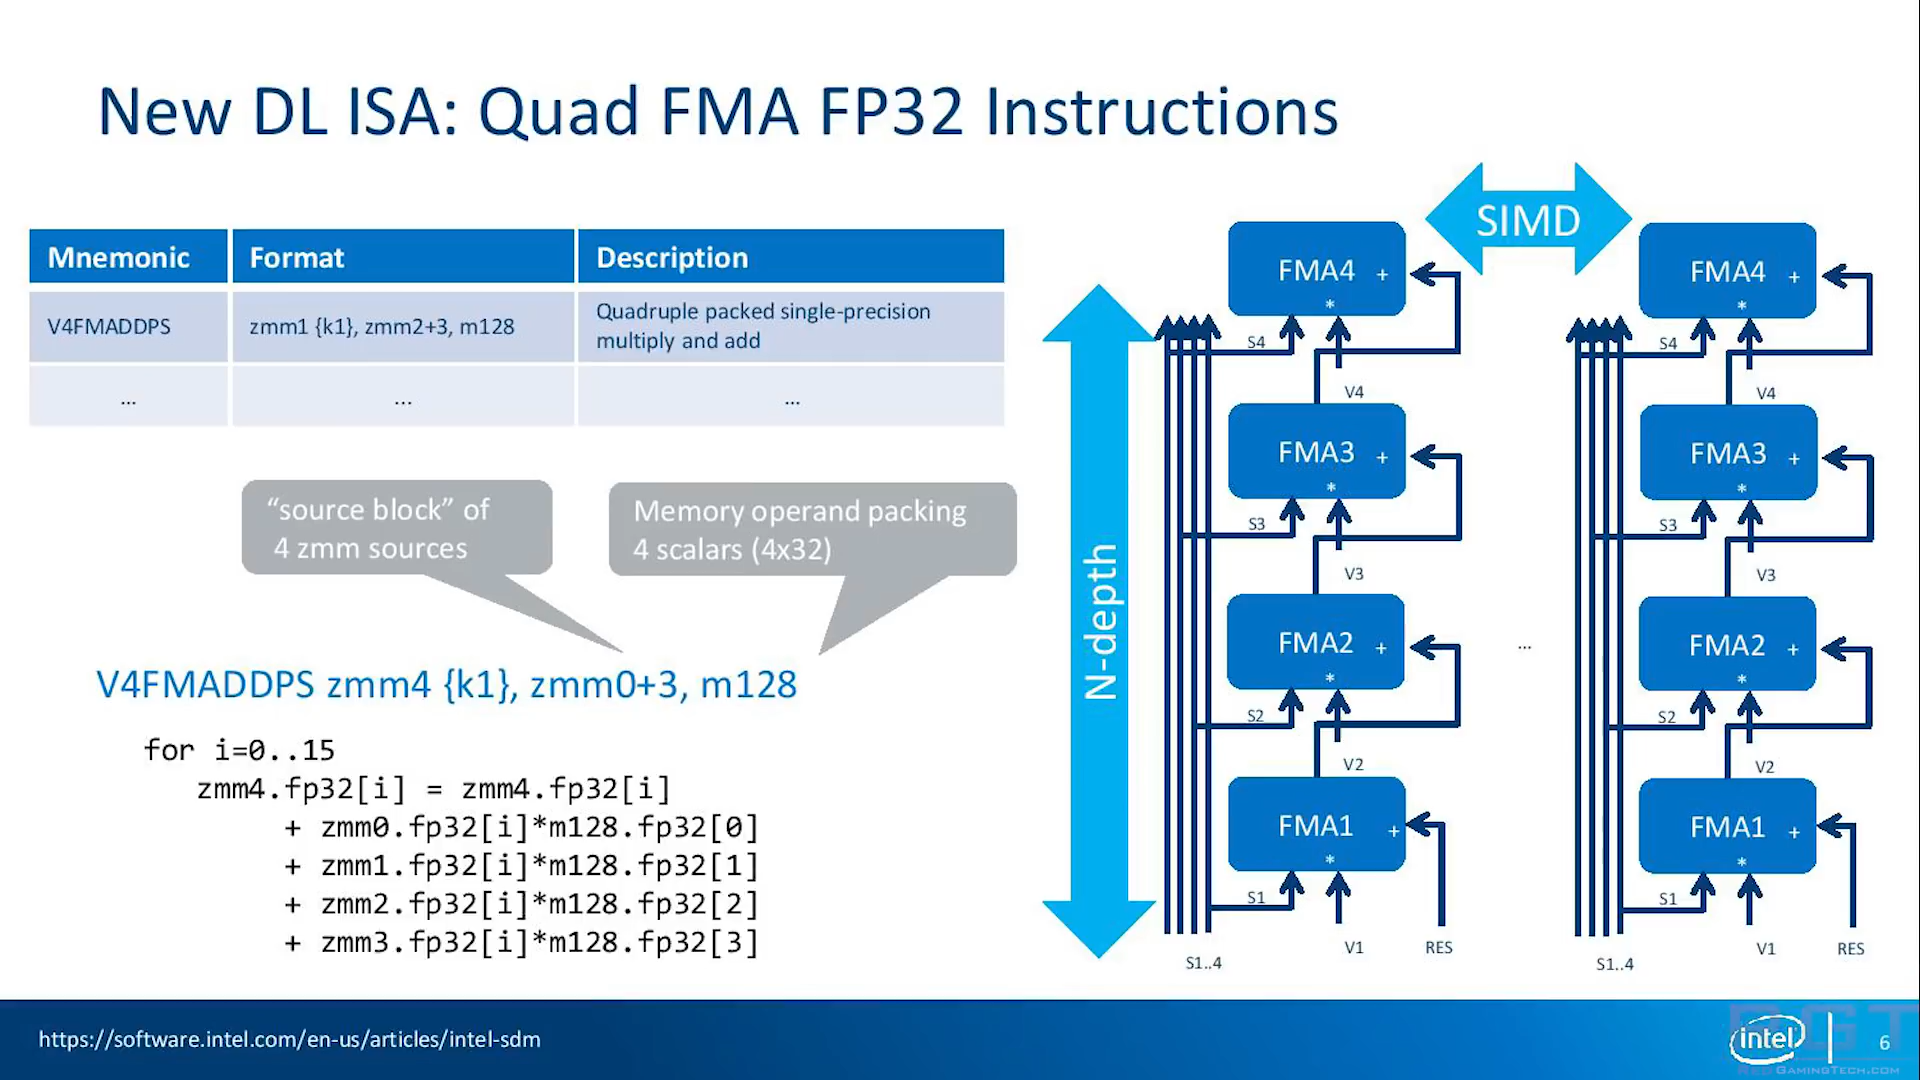 New DL ISA: Quad FMA FP32 Instructions
Mnemonic Format Description
V4FMADDPS zmm1 {k1}, zmm2+3, m128 Quadruple packed single-precision
multiply and add
... ... ...
“source block” of
4 zmm sources
Memory operand packing
4 scalars (4x32)
V4FMADDPS zmm4 {k1}, zmm0+3, m128
for i=0..15
zmm4.fp32[i] = zmm4.fp32[i]
+ zmm0.fp32[i]*m128.fp32[0]
+ zmm1.fp32[i]*m128.fp32[1]
+ zmm2.fp32[i]*m128.fp32[2]
+ zmm3.fp32[i]*m128.fp32[3]
SIMD
N-depth
FMA4 +
*
S4
V4
FMA3 +
*
S3
V3
FMA2 +
*
S2
V2
FMA1 +
*
S1
V1
RES
S1..4
...
FMA4 +
*
S4
V4
FMA3 +
*
S3
V3
FMA2 +
*
S2
V2
FMA1 +
*
S1
V1
RES
S1..4
https://software.intel.com/en-us/articles/intel-sdm
intel
6
RGT
REDGAMINGTECH.COM